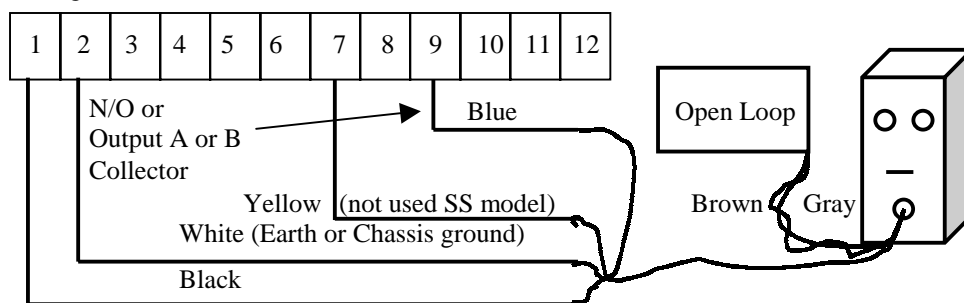 1 2 3 4 5 6 7 8 9 10 11 12
N/O or
Output A or B
Collector
Blue
Open Loop
Yellow (not used SS model)
Brown Gray
White (Earth or Chassis ground)
Black